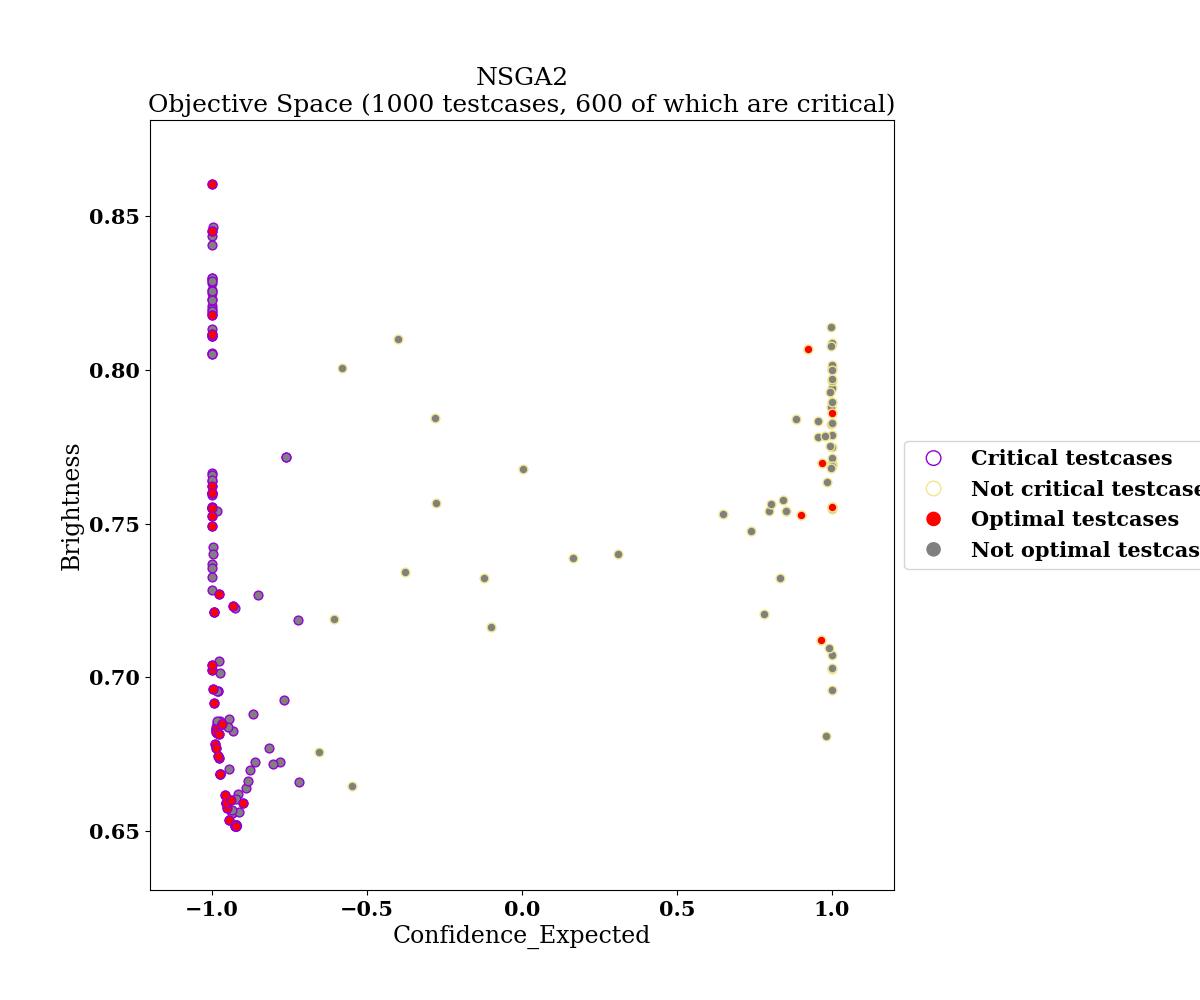 NSGA2
Objective Space (1000 testcases, 600 of which are critical)
0.85
0.80
0.75
0.70
0.65
Brightness
−1.0
−0.5
0.0
0.5
1.0
Confidence_Expected
Critical testcases
Not critical testcase
Optimal testcases
Not optimal testcas